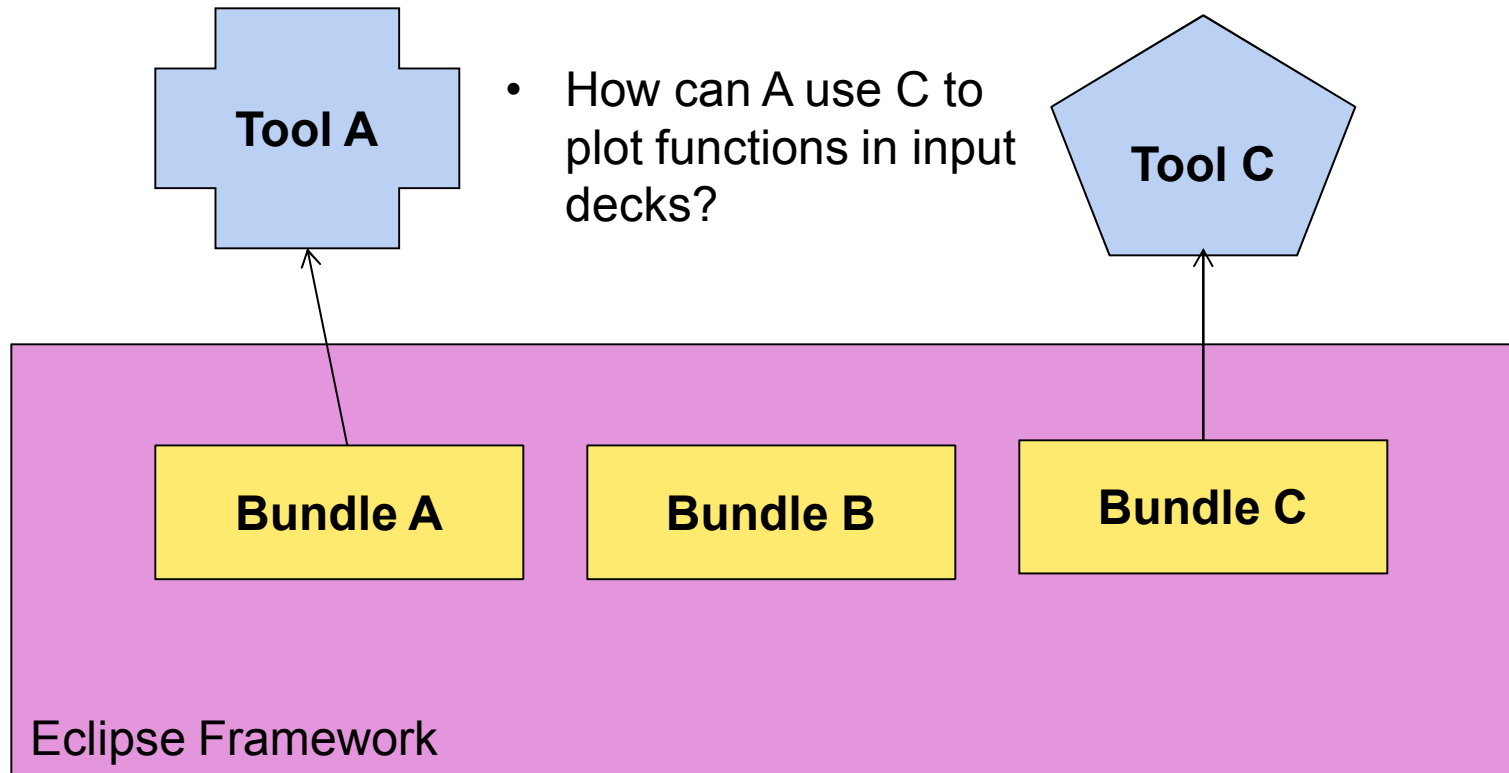 Tool A
• How can A use C to
plot functions in input
decks?
Tool C
Bundle A
Bundle B
Bundle C
Eclipse Framework